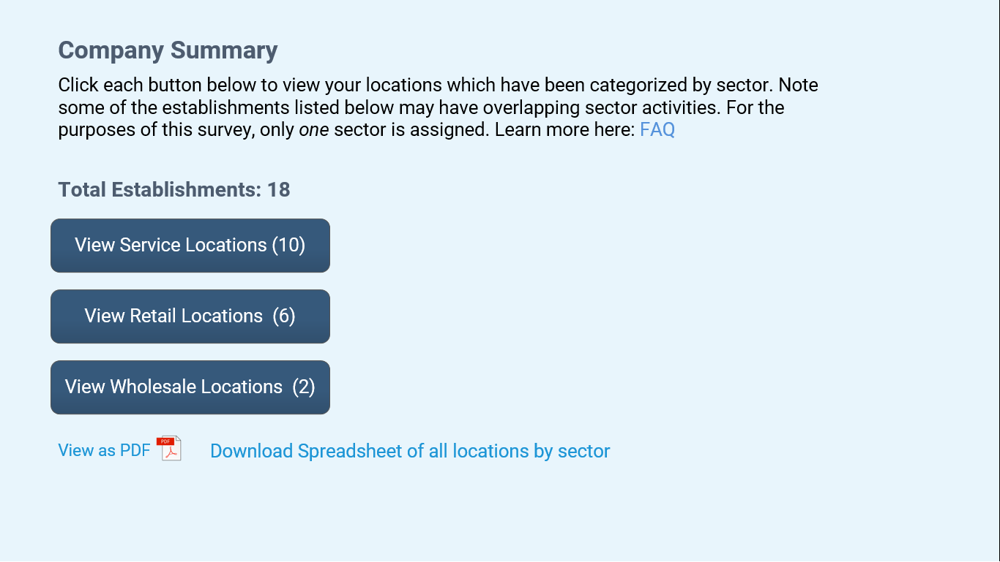 Company Summary
Click each button below to view your locations which have been categorized by sector. Note
some of the establishments listed below may have overlapping sector activities. For the
purposes of this survey, only one sector is assigned. Learn more here: FAQ
Total Establishments: 18
View Service Locations (10)
View Retail Locations (6)
View Wholesale Locations (2)
View as PDF PDF Download Spreadsheet of all locations by sector